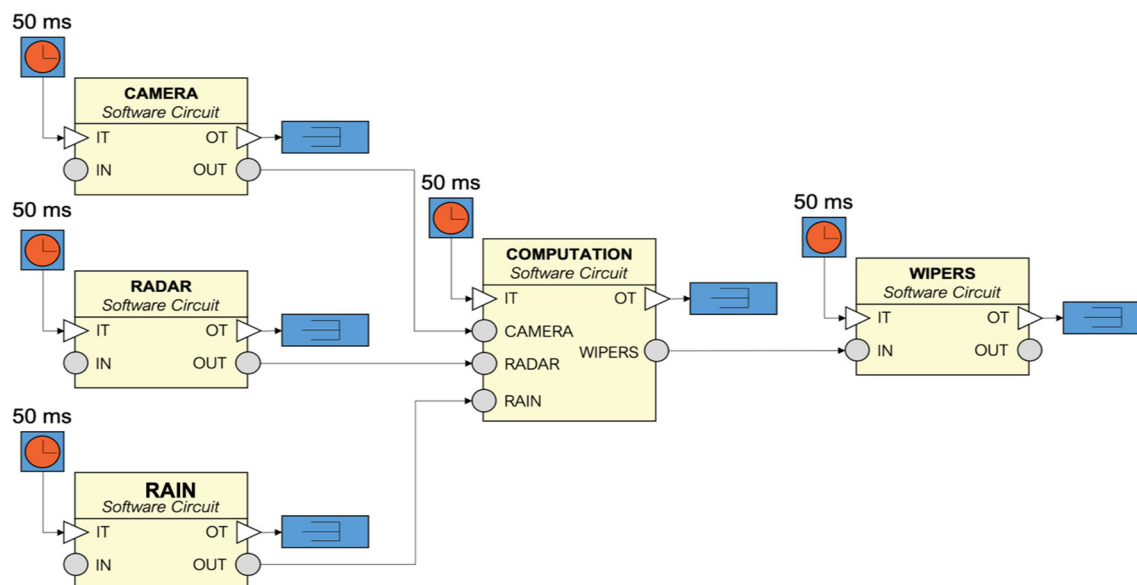 50 ms
CAMERA
Software Circuit
IT
OT
IN
OUT
50 ms
RADAR
Software Circuit
IT
OT
IN
OUT
50 ms
RAIN
Software Circuit
IT
OT
IN
OUT
50 ms
COMPUTATION
Software Circuit
IT
OT
CAMERA
WIPERS
RADAR
RAIN
50 ms
WIPERS
Software Circuit
IT
OT
IN
OUT